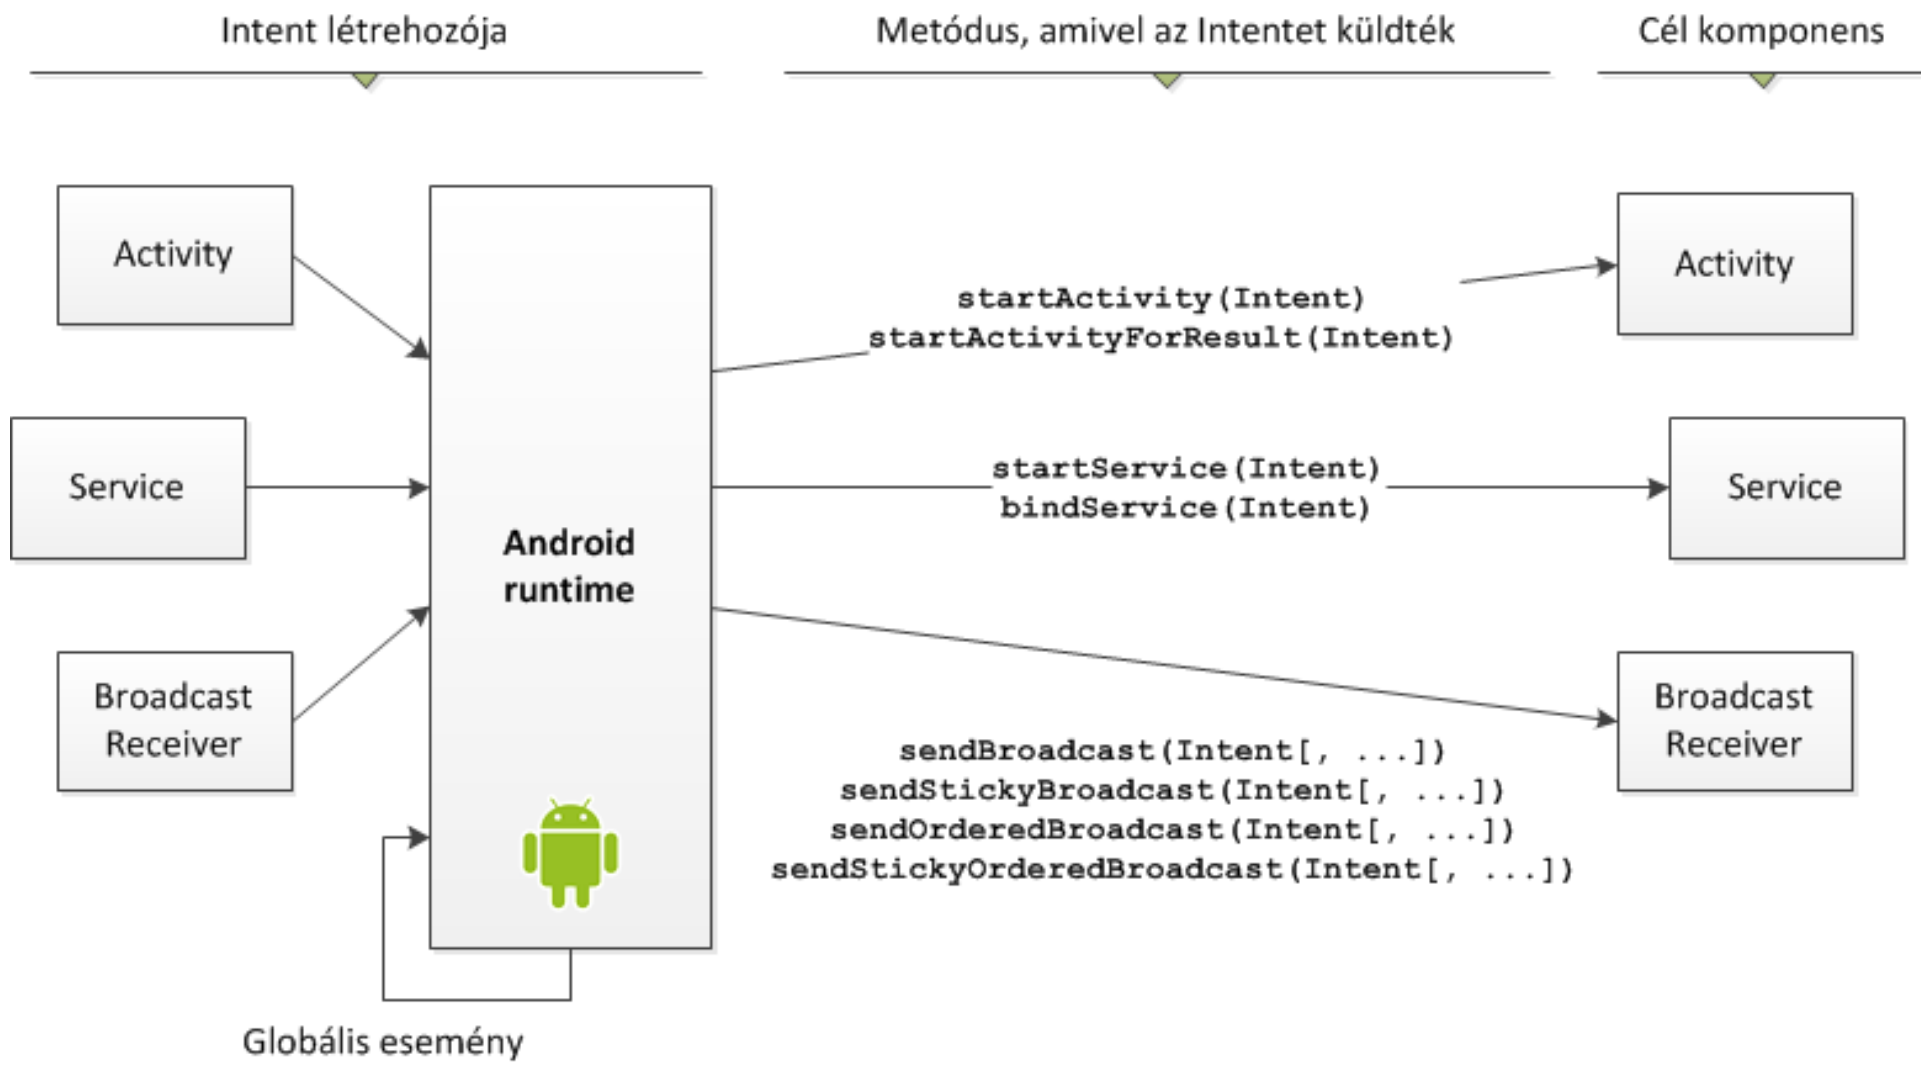 Intent létrehozója
Metódus, amivel az Intentet küldték
Cél komponens
Activity
Service
Broadcast
Receiver
Android
runtime
Globális esemény
startActivity(Intent)
startActivityForResult(Intent)
startService(Intent)
bindService(Intent)
sendBroadcast(Intent[, ...])
sendStickyBroadcast(Intent[, ...])
sendOrderedBroadcast(Intent[, ...])
sendStickyOrderedBroadcast(Intent[, ...])
Activity
Service
Broadcast
Receiver